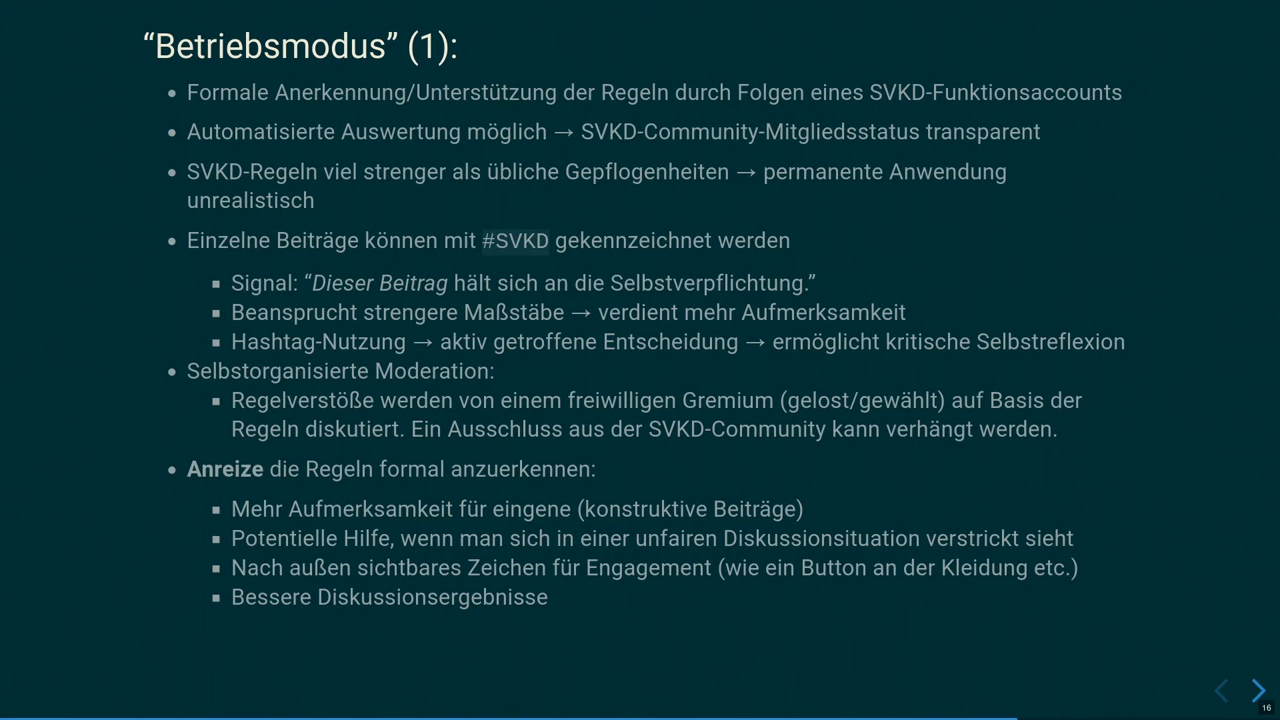 “Betriebsmodus” (1):
• Formale Anerkennung/Unterstützung der Regeln durch Folgen eines SVKD-Funktionsaccounts
• Automatisierte Auswertung möglich → SVKD-Community-Mitgliedsstatus transparent
• SVKD-Regeln viel strenger als übliche Gepflogenheiten → permanente Anwendung
unrealistisch
• Einzelne Beiträge können mit #SVKD gekennzeichnet werden
▪ Signal: “Dieser Beitrag hält sich an die Selbstverpflichtung.”
▪ Beansprucht strengere Maßstäbe → verdient mehr Aufmerksamkeit
▪ Hashtag-Nutzung → aktiv getroffene Entscheidung → ermöglicht kritische Selbstreflexion
• Selbstorganisierte Moderation:
▪ Regelverstöße werden von einem freiwilligen Gremium (gelost/gewählt) auf Basis der
Regeln diskutiert. Ein Ausschluss aus der SVKD-Community kann verhängt werden.
• Anreize die Regeln formal anzuerkennen:
▪ Mehr Aufmerksamkeit für eingene (konstruktive Beiträge)
▪ Potentielle Hilfe, wenn man sich in einer unfairen Diskussionsituation verstrickt sieht
▪ Nach außen sichtbares Zeichen für Engagement (wie ein Button an der Kleidung etc.)
▪ Bessere Diskussionsergebnisse
16